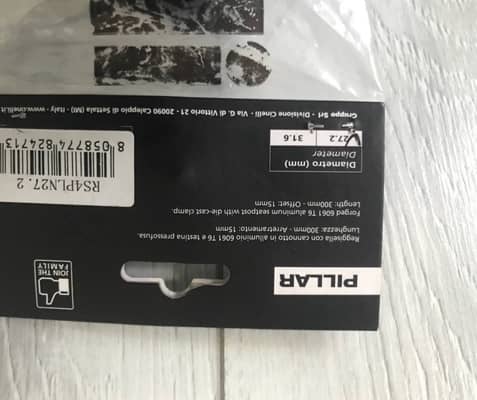 PILLAR
JOIN THE
FAMILY
Reggisella con cannotto in alluminio 6061 T6 e testina pressofusa.
Lunghezza: 300mm - Arretramento: 15mm
Forged 6061 T6 aluminum seatpost with die-cast clamp.
Length: 300mm - Offset: 15mm
Diametro (mm)
Diameter
27.2 31.6
RS4PLN27.2
8 058774 824713
Gruppo Srl - Divisione Cinelli - Via G. di Vittorio 21 - 20090 Caleppio di Settala (MI) - Italy - www.cinelli.it